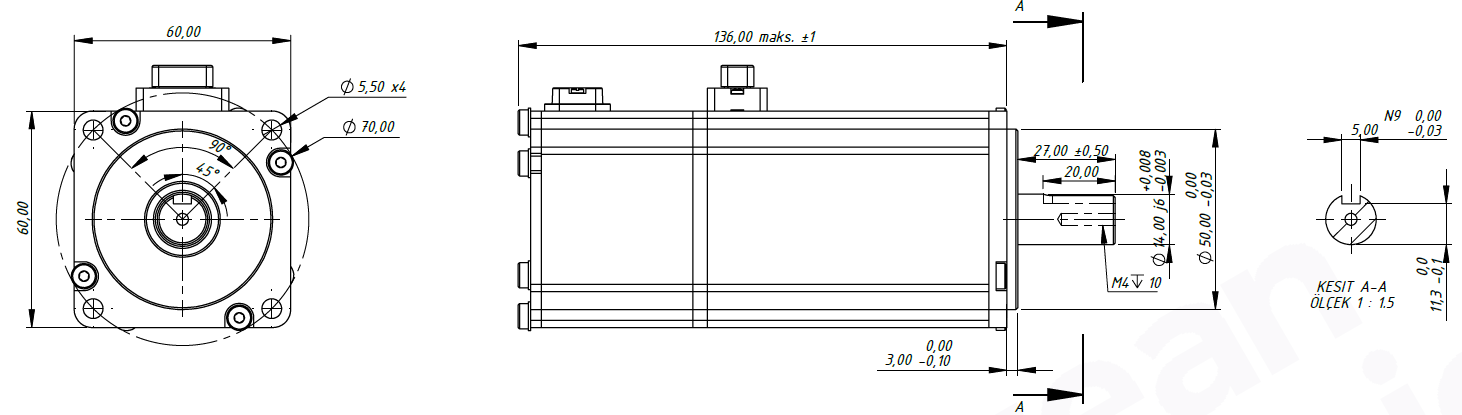 A
60,00
136,00 maks. ±1
∅ 5,50 x4
∅ 70,00
90°
45°
60,00
27,00 ±0,50
20,00
∅ 14,00 j6 +0,008 -0,003
∅ 50,00 0,00 -0,03
M4↧ 10
0,00
3,00 -0,10
A
N9 0,00
5,00 -0,03
11,3 0,0 -0,1
KESIT A-A
ÖLÇEK 1 : 1.5
ean